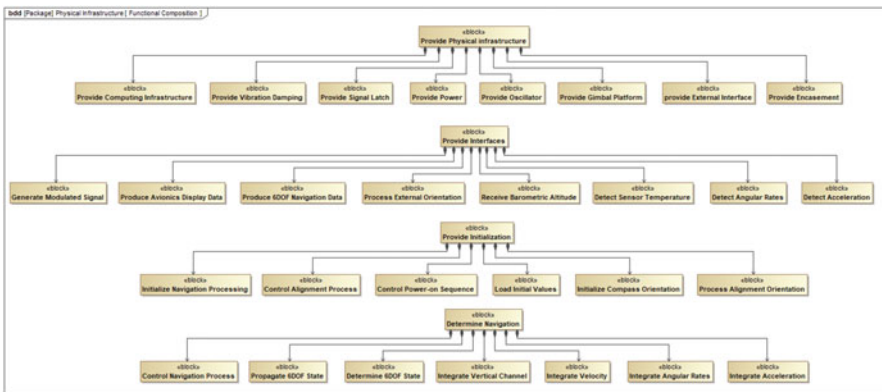 bdd [Package] Physical Infrastructure [ Functional Composition ]
«block»
Provide Physical infrastructure
«block» «block» «block» «block» «block» «block» «block» «block»
Provide Computing Infrastructure Provide Vibration Damping Provide Signal Latch Provide Power Provide Oscillator Provide Gimbal Platform provide External Interface Provide Encasement
«block»
Provide Interfaces
«block» «block» «block» «block» «block» «block» «block» «block»
Generate Modulated Signal Produce Avionics Display Data Produce 6DOF Navigation Data Process External Orientation Receive Barometric Altitude Detect Sensor Temperature Detect Angular Rates Detect Acceleration
«block»
Provide Initialization
«block» «block» «block» «block» «block» «block»
Initialize Navigation Processing Control Alignment Process Control Power-on Sequence Load Initial Values Initialize Compass Orientation Process Alignment Orientation
«block»
Determine Navigation
«block» «block» «block» «block» «block» «block» «block»
Control Navigation Process Propagate 6DOF State Determine 6DOF State Integrate Vertical Channel Integrate Velocity Integrate Angular Rates Integrate Acceleration